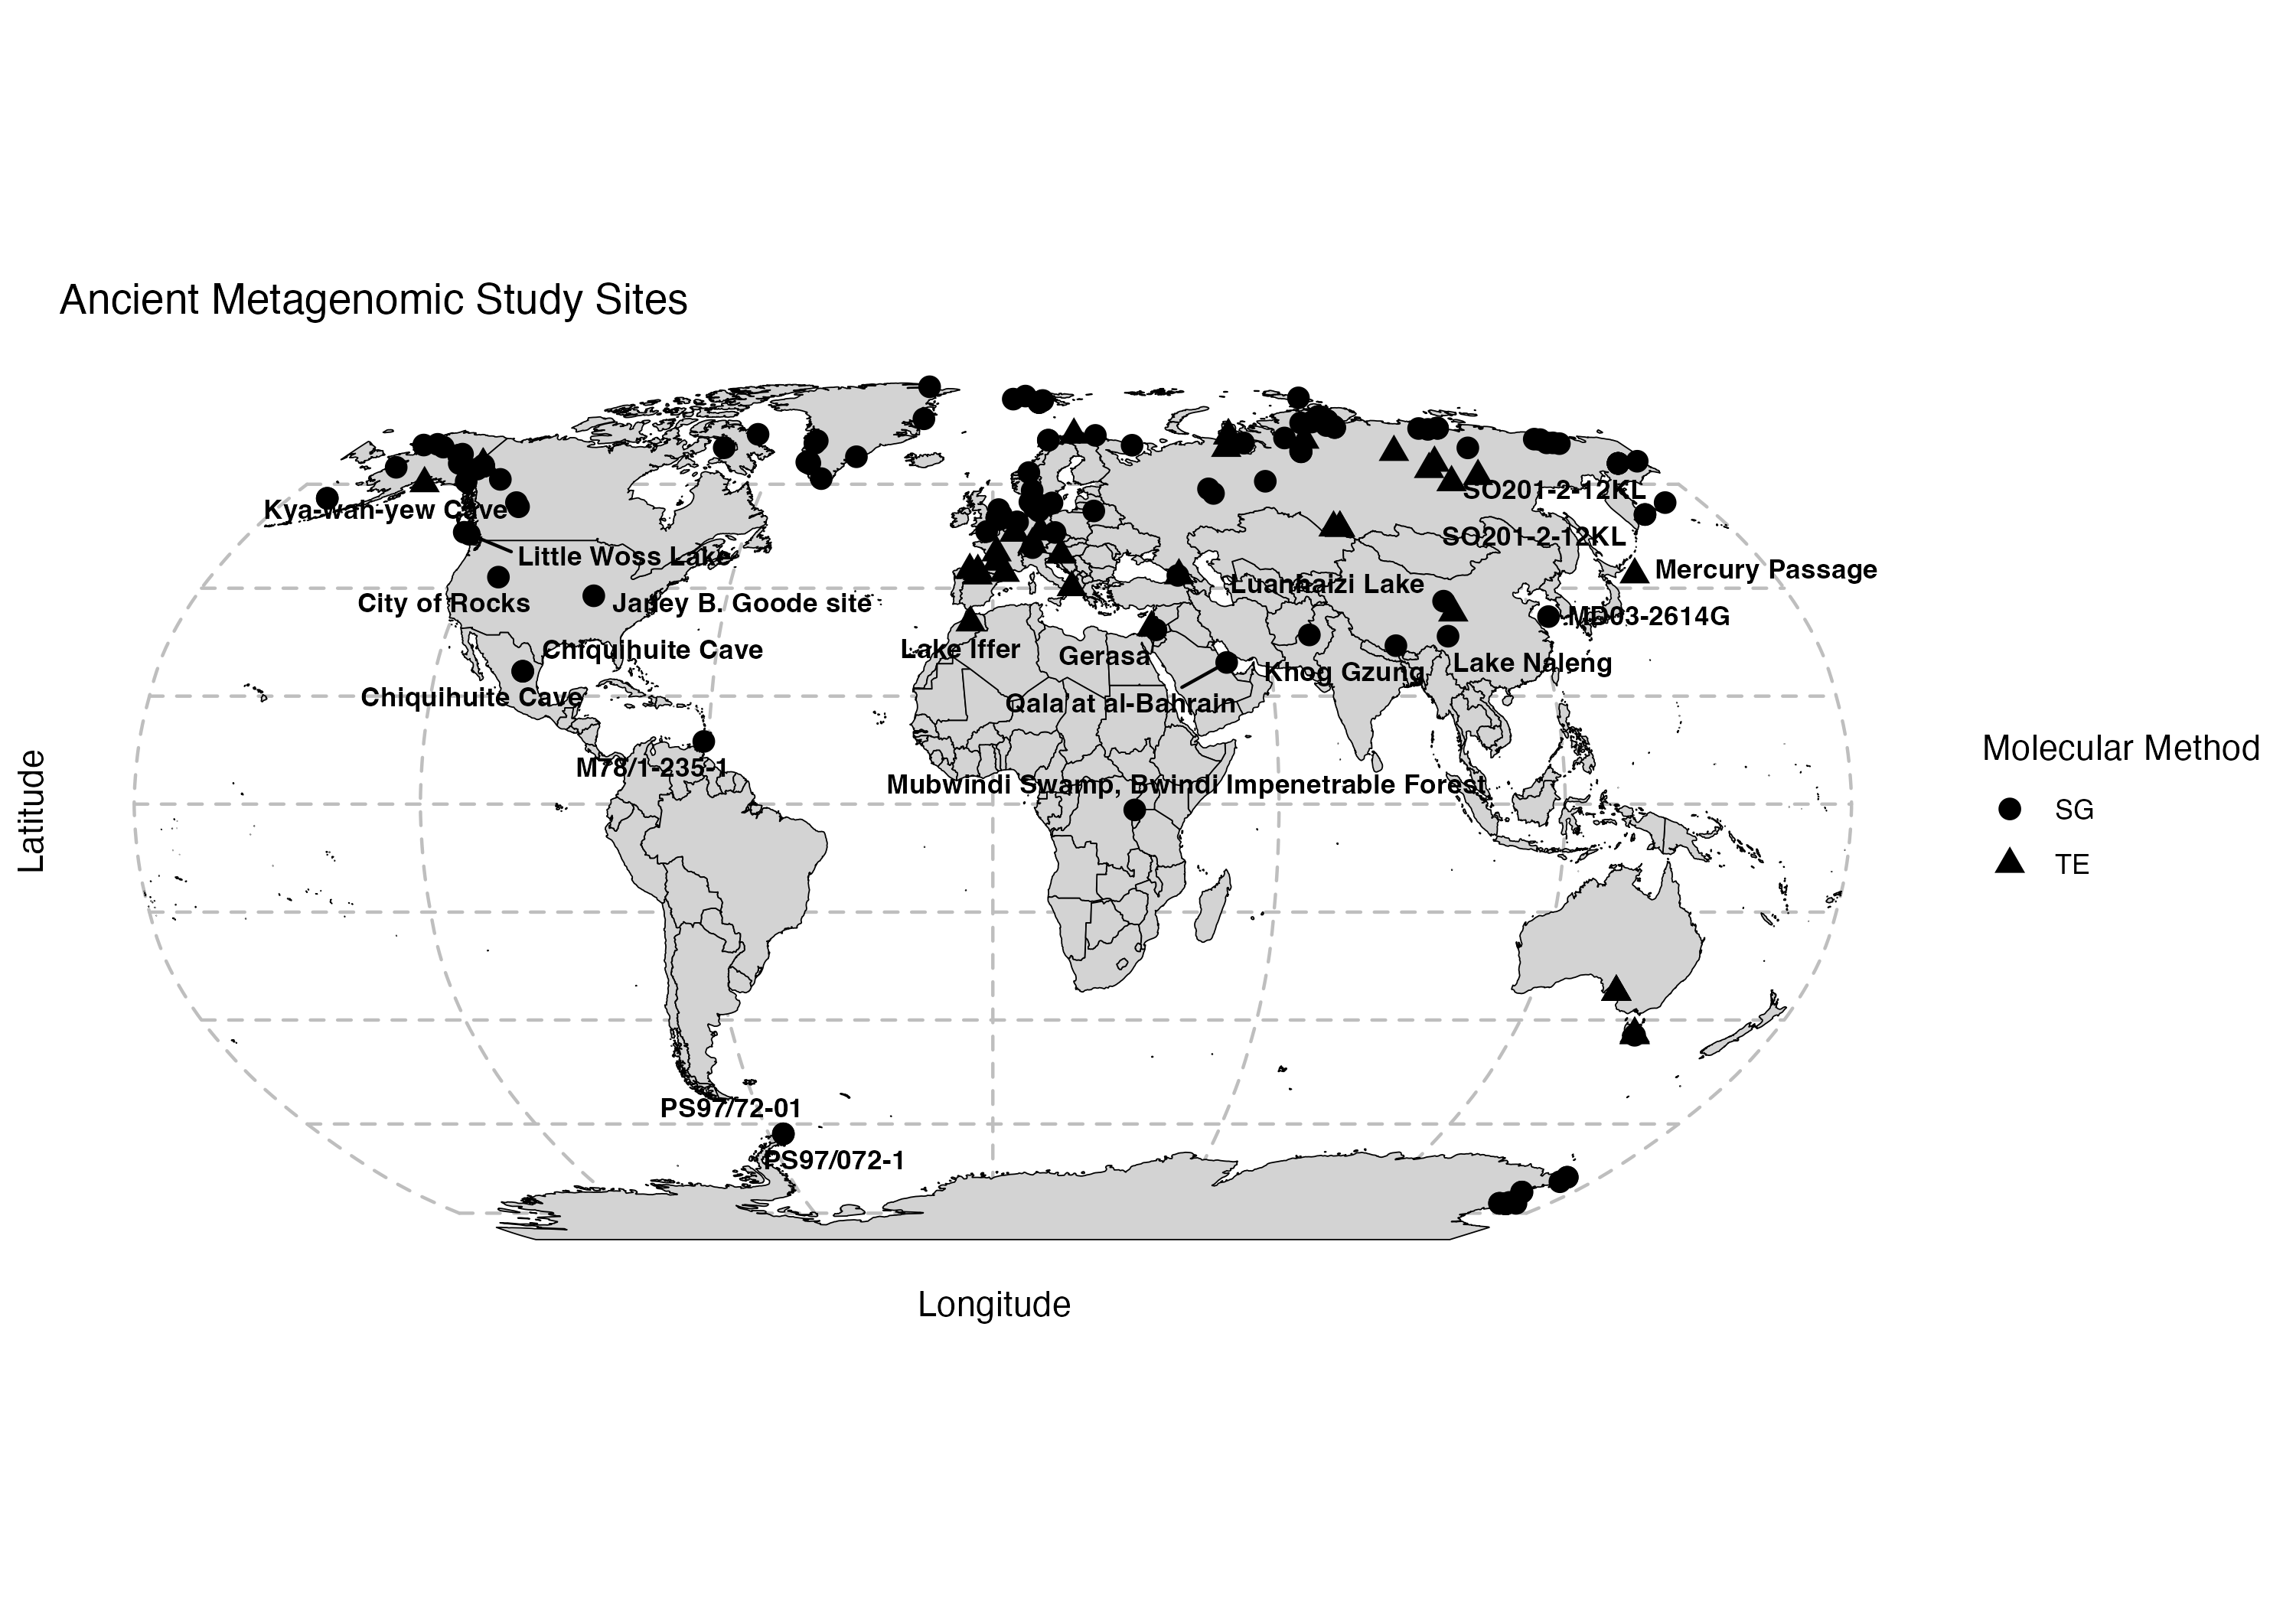 Ancient Metagenomic Study Sites
SO201-2-12KL
Kya-wah-yew Cave
SO201-2-12KL
Little Woss Lake
Mercury Passage
Luanhaizi Lake
City of Rocks
Janey B. Goode site
MD03-2614G
Chiquihuite Cave
Lake Iffer
Gerasa
Lake Naleng
Khog Gzung
Chiquihuite Cave
Qala'at al-Bahrain
Molecular Method
M78/1-235-1
Mubwindi Swamp, Bwindi Impenetrable Forest
Latitude
SG
TE
PS97/72-01
PS97/072-1
Longitude